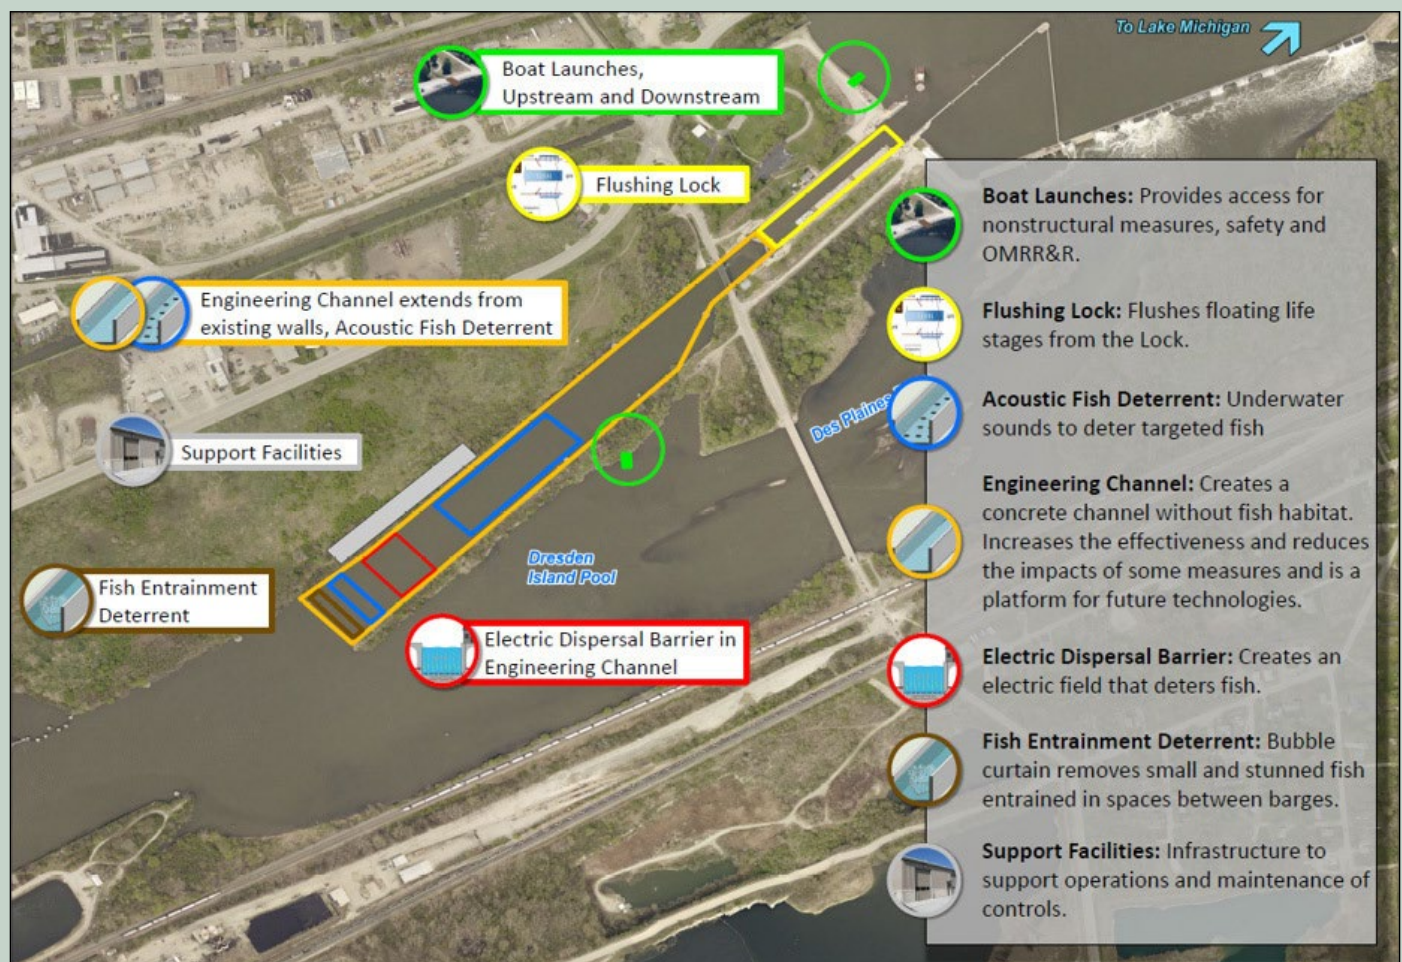 To Lake Michigan
Boat Launches,
Upstream and Downstream
Flushing Lock
Engineering Channel extends from
existing walls, Acoustic Fish Deterrent
Support Facilities
Fish Entrainment
Deterrent
Electric Dispersal Barrier in
Engineering Channel
Dresden
Island Pool
Des Plaines
Boat Launches: Provides access for
nonstructural measures, safety and
OMRR&R.
Flushing Lock: Flushes floating life
stages from the Lock.
Acoustic Fish Deterrent: Underwater
sounds to deter targeted fish
Engineering Channel: Creates a
concrete channel without fish habitat.
Increases the effectiveness and reduces
the impacts of some measures and is a
platform for future technologies.
Electric Dispersal Barrier: Creates an
electric field that deters fish.
Fish Entrainment Deterrent: Bubble
curtain removes small and stunned fish
entrained in spaces between barges.
Support Facilities: Infrastructure to
support operations and maintenance of
controls.